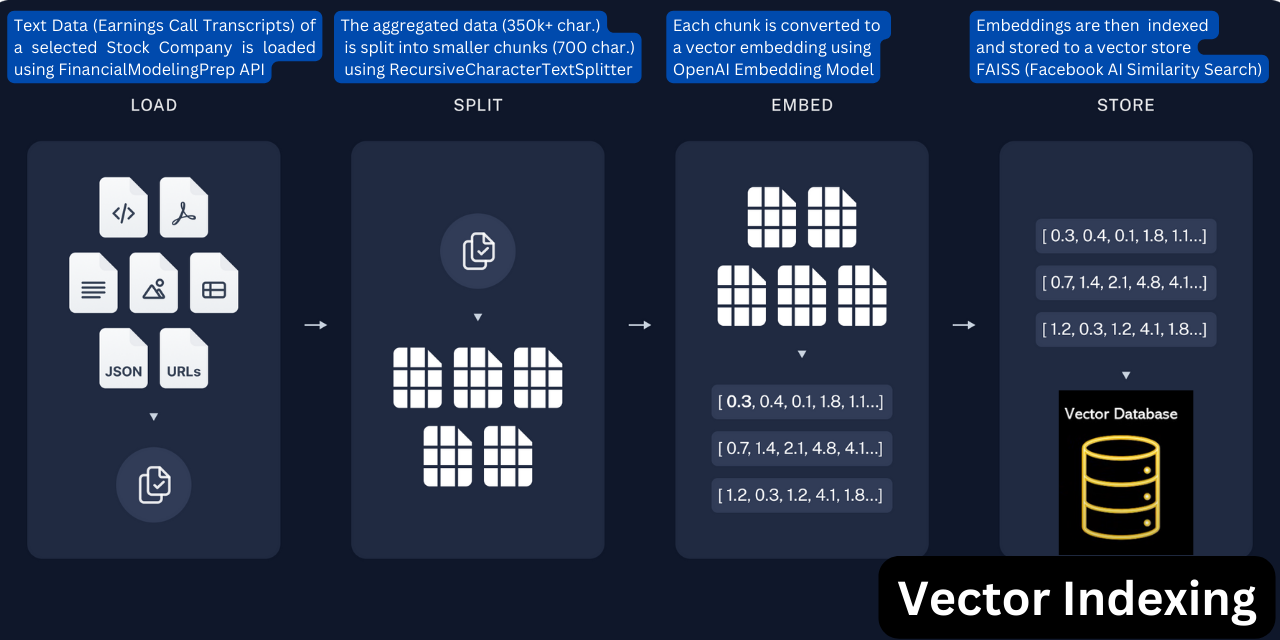 Text Data (Earnings Call Transcripts) of
a selected Stock Company is loaded
using FinancialModelingPrep API
The aggregated data (350k+ char.)
is split into smaller chunks (700 char.)
using RecursiveCharacterTextSplitter
Each chunk is converted to
a vector embedding using
OpenAI Embedding Model
Embeddings are then indexed
and stored to a vector store
FAISS (Facebook AI Similarity Search)
LOAD
SPLIT
EMBED
STORE
</>
JSON
URLs
[ 0.3, 0.4, 0.1, 1.8, 1.1...]
[ 0.7, 1.4, 2.1, 4.8, 4.1...]
[ 1.2, 0.3, 1.2, 4.1, 1.8...]
[ 0.3, 0.4, 0.1, 1.8, 1.1...]
[ 0.7, 1.4, 2.1, 4.8, 4.1...]
[ 1.2, 0.3, 1.2, 4.1, 1.8...]
Vector Database
Vector Indexing